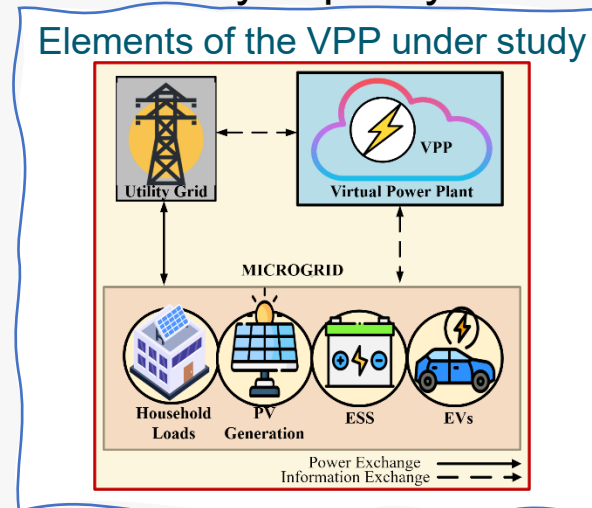 Elements of the VPP under study
VPP
Utility Grid
Virtual Power Plant
MICROGRID
Household
Loads
PV
Generation
ESS
EVs
Power Exchange
Information Exchange